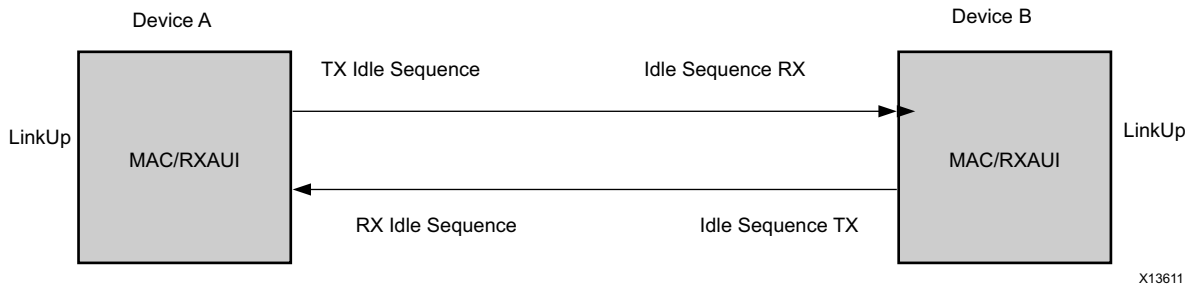 Device A
Device B
TX Idle Sequence
Idle Sequence RX
LinkUp
MAC/RXAUI
MAC/RXAUI
LinkUp
RX Idle Sequence
Idle Sequence TX
X13611